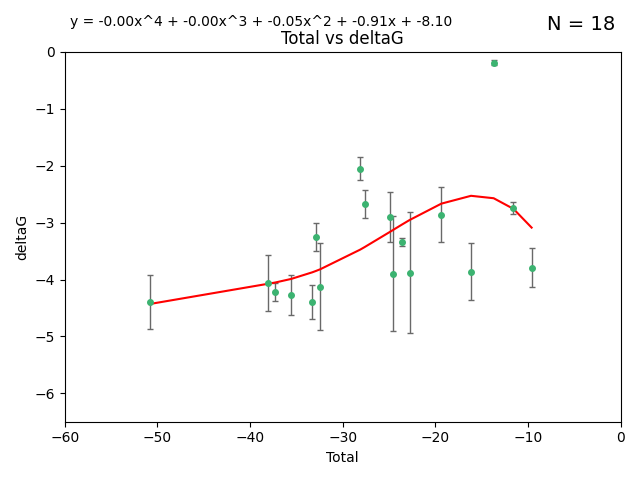 y = -0.00x^4 + -0.00x^3 + -0.05x^2 + -0.91x + -8.10
N = 18
Total vs deltaG
0
−1
−2
−3
−4
−5
−6
deltaG
−60
−50
−40
−30
−20
−10
0
Total